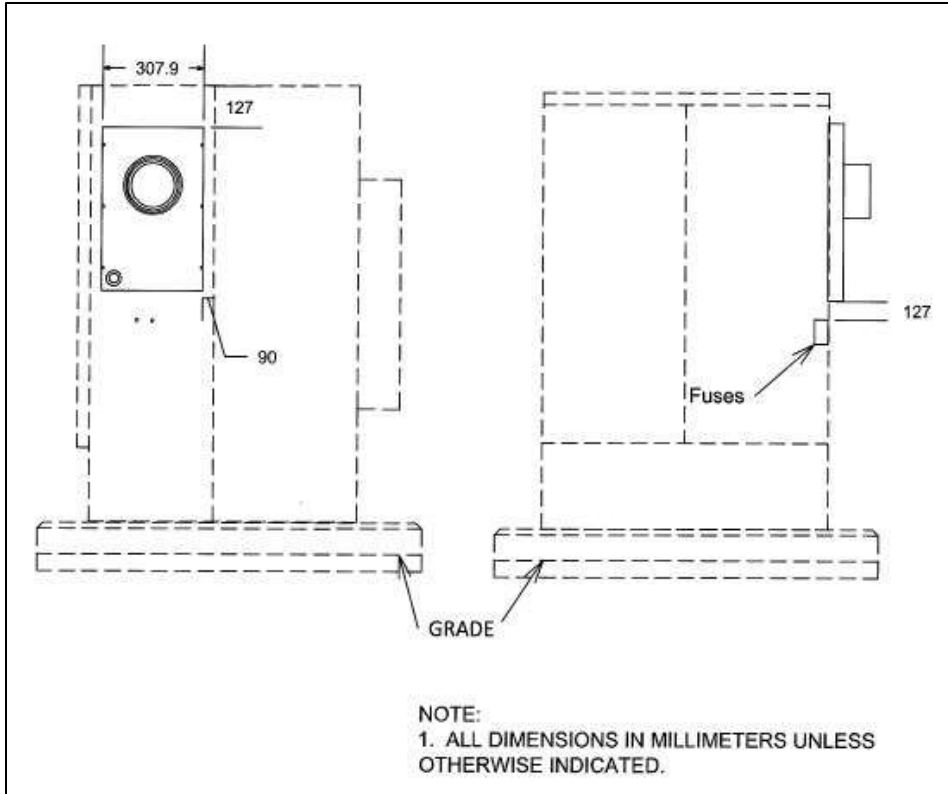 307.9
127
90
127
Fuses
GRADE
NOTE:
1. ALL DIMENSIONS IN MILLIMETERS UNLESS
OTHERWISE INDICATED.